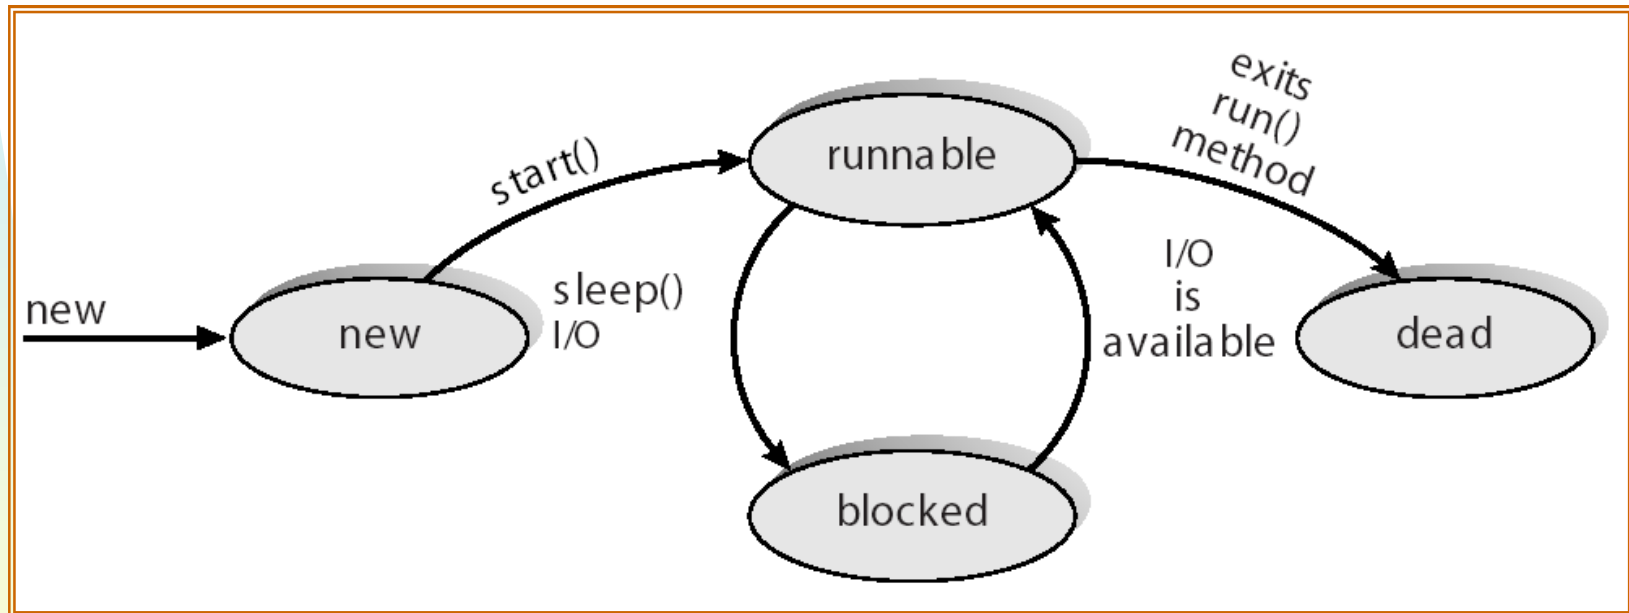 new
new
start()
sleep()
I/O
runnable
blocked
I/O
is
available
exits
run()
method
dead